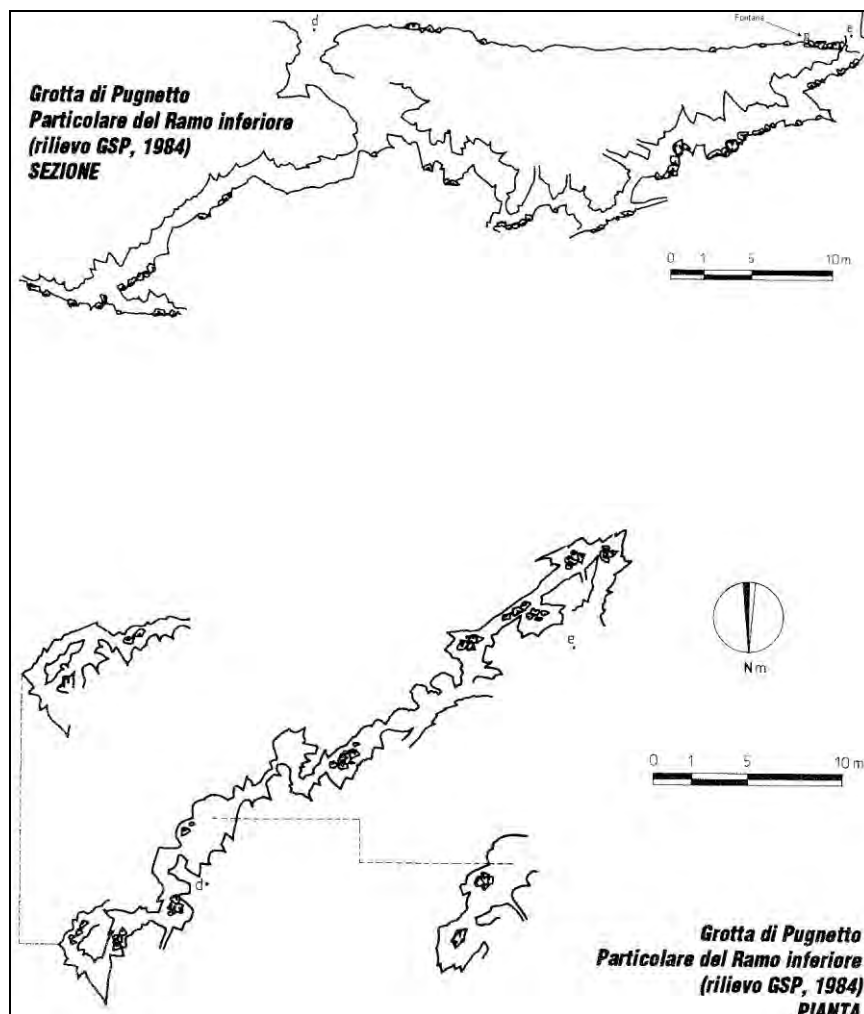 d
Fontana
e
Grotta di Pugnetto
Particolare del Ramo inferiore
(rilievo GSP, 1984)
SEZIONE
0 1 5 10 m
e
Nm
0 1 5 10 m
d
Grotta di Pugnetto
Particolare del Ramo inferiore
(rilievo GSP, 1984)
PIANTA